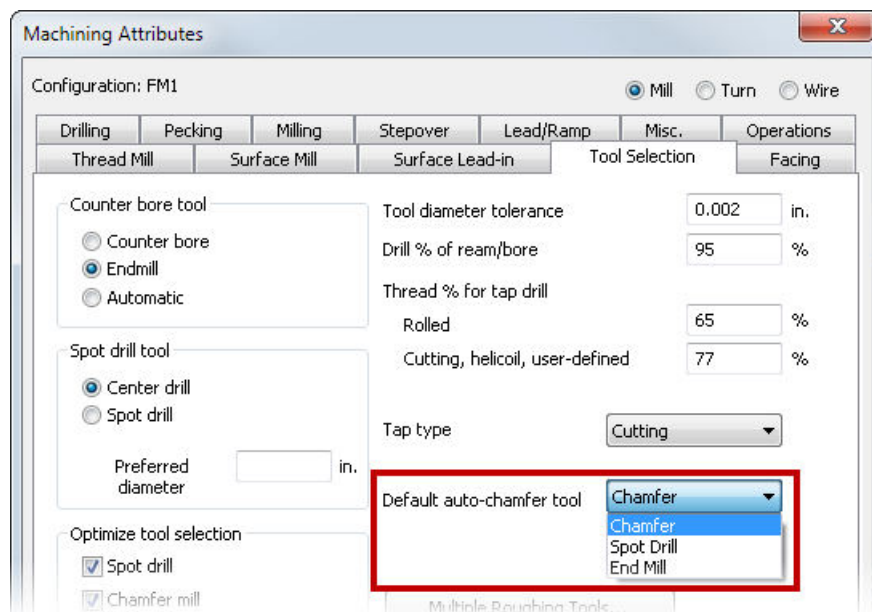 Machining Attributes
Configuration: FM1
Mill Turn Wire
Drilling Pecking Milling Stepover Lead/Ramp Misc. Operations
Thread Mill Surface Mill Surface Lead-in Tool Selection Facing
Counter bore tool
Counter bore
Endmill
Automatic
Spot drill tool
Center drill
Spot drill
Preferred
diameter
in.
Optimize tool selection
Spot drill
Chamfer mill
Tool diameter tolerance 0.002 in.
Drill % of ream/bore 95 %
Thread % for tap drill
Rolled 65 %
Cutting, helicoil, user-defined 77 %
Tap type Cutting
Default auto-chamfer tool Chamfer
Chamfer
Spot Drill
End Mill
Multiple Roughing Tools...